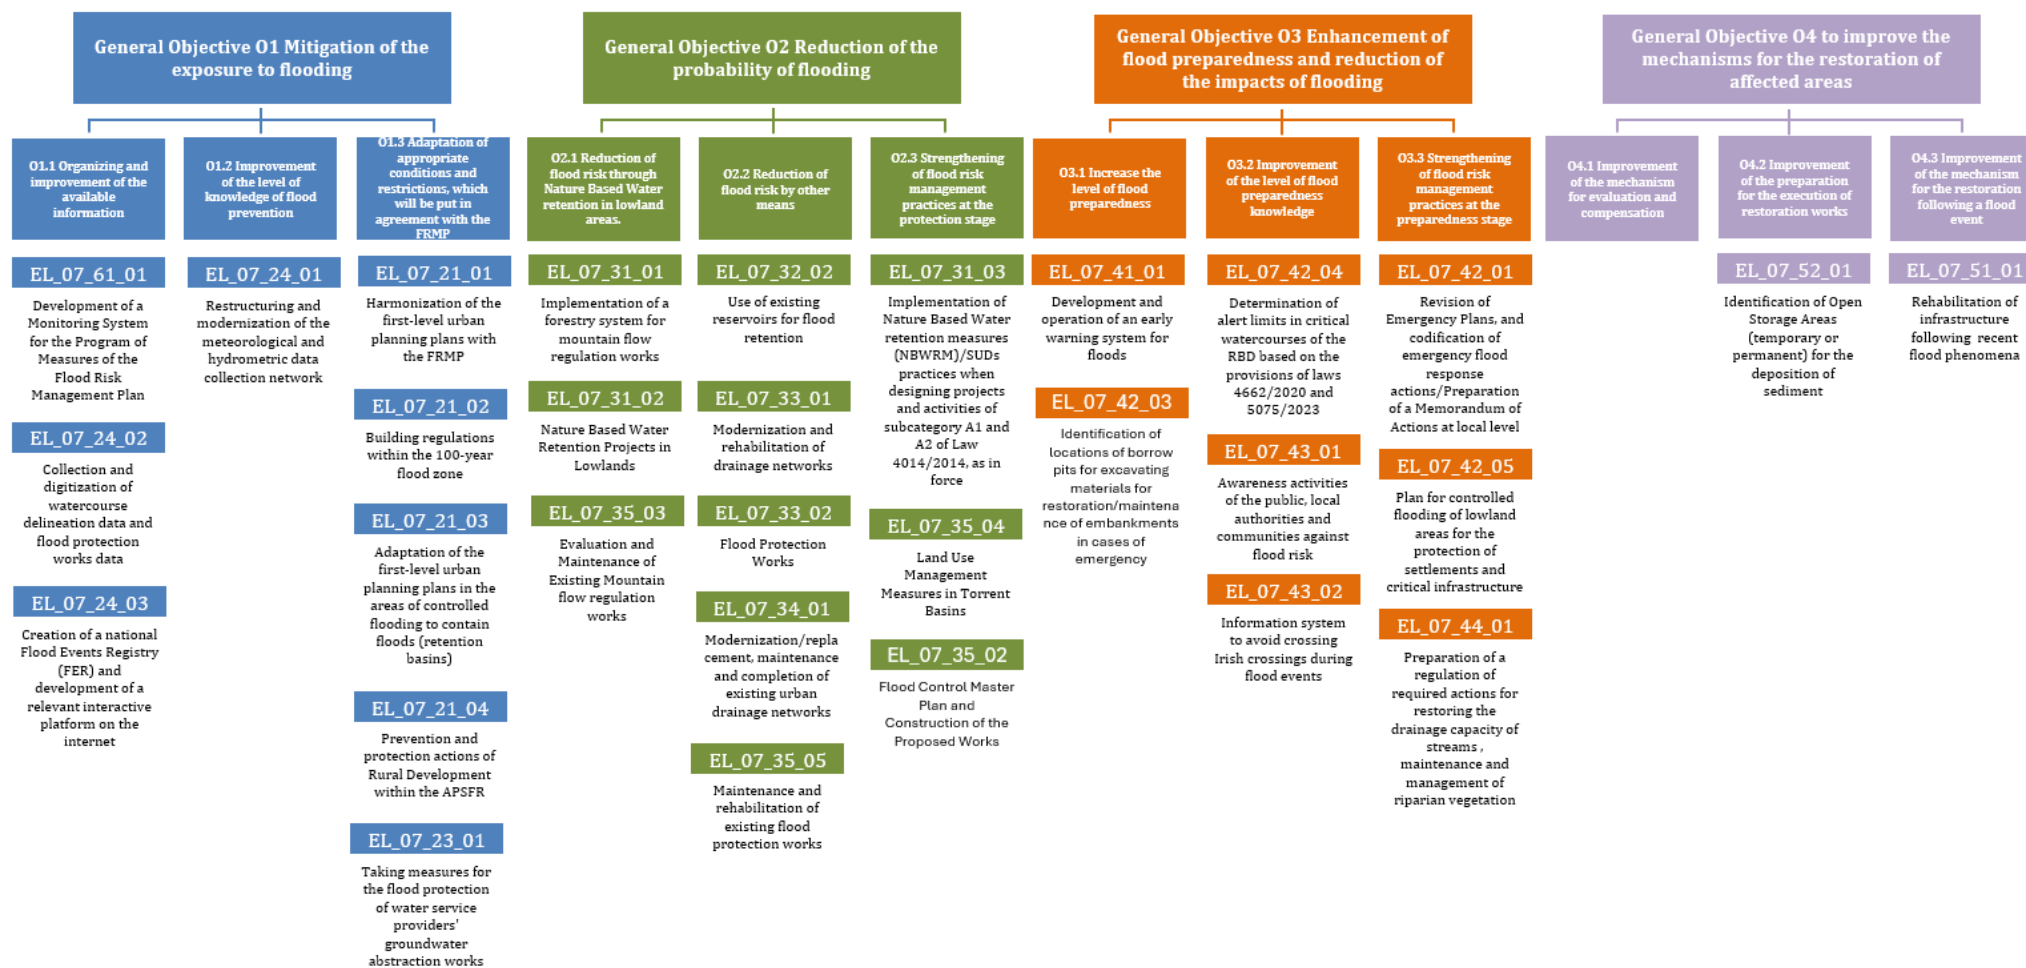 General Objective O1 Mitigation of the
exposure to flooding
O1.1 Organizing and
improvement of the
available
information
EL_07_61_01
Development of a
Monitoring System
for the Program of
Measures of the
Flood Risk
Management Plan
EL_07_24_02
Collection and
digitization of
watercourse
delineation data and
flood protection
works data
EL_07_24_03
Creation of a national
Flood Events Registry
(FER) and
development of a
relevant interactive
platform on the
internet
O1.2 Improvement
of the level of
knowledge of flood
prevention
EL_07_24_01
Restructuring and
modernization of the
meteorological and
hydrometric data
collection network
O1.3 Adaptation of
appropriate
conditions and
restrictions, which
will be put in
agreement with the
FRMP
EL_07_21_01
Harmonization of the
first-level urban
planning plans with
the FRMP
EL_07_21_02
Building regulations
within the 100-year
flood zone
EL_07_21_03
Adaptation of the
first-level urban
planning plans in the
areas of controlled
flooding to contain
floods (retention
basins)
EL_07_21_04
Prevention and
protection actions of
Rural Development
within the APSFR
EL_07_23_01
Taking measures for
the flood protection
of water service
providers'
groundwater
abstraction works
General Objective O2 Reduction of the
probability of flooding
O2.1 Reduction of
flood risk through
Nature Based Water
retention in lowland
areas.
EL_07_31_01
Implementation of a
forestry system for
mountain flow
regulation works
EL_07_31_02
Nature Based Water
Retention Projects in
Lowlands
EL_07_35_03
Evaluation and
Maintenance of
Existing Mountain
flow regulation
works
O2.2 Reduction of
flood risk by other
means
EL_07_32_02
Use of existing
reservoirs for flood
retention
EL_07_33_01
Modernization and
rehabilitation of
drainage networks
EL_07_33_02
Flood Protection
Works
EL_07_34_01
Modernization/repla
cement, maintenance
and completion of
existing urban
drainage networks
EL_07_35_05
Maintenance and
rehabilitation of
existing flood
protection works
O2.3 Strengthening
of flood risk
management
practices at the
protection stage
EL_07_31_03
Implementation of
Nature Based Water
retention measures
(NBWRM)/SUDs
practices when
designing projects
and activities of
subcategory A1 and
A2 of Law
4014/2014, as in
force
EL_07_35_04
Land Use
Management
Measures in Torrent
Basins
EL_07_35_02
Flood Control Master
Plan and
Construction of the
Proposed Works
General Objective O3 Enhancement of
flood preparedness and reduction of
the impacts of flooding
O3.1 Increase the
level of flood
preparedness
EL_07_41_01
Development and
operation of an early
warning system for
floods
EL_07_42_03
Identification of
locations of borrow
pits for excavating
materials for
restoration/maintena
nce of embankments
in cases of
emergency
O3.2 Improvement
of the level of flood
preparedness
knowledge
EL_07_42_04
Determination of
alert limits in critical
watercourses of the
RBD based on the
provisions of laws
4662/2020 and
5075/2023
EL_07_43_01
Awareness activities
of the public, local
authorities and
communities against
flood risk
EL_07_43_02
Information system
to avoid crossing
Irish crossings during
flood events
O3.3 Strengthening
of flood risk
management
practices at the
preparedness stage
EL_07_42_01
Revision of
Emergency Plans, and
codification of
emergency flood
response
actions/Preparation
of a Memorandum of
Actions at local level
EL_07_42_05
Plan for controlled
flooding of lowland
areas for the
protection of
settlements and
critical infrastructure
EL_07_44_01
Preparation of a
regulation of
required actions for
restoring the
drainage capacity of
streams ,
maintenance and
management of
riparian vegetation
General Objective O4 to improve the
mechanisms for the restoration of
affected areas
O4.1 Improvement
of the mechanism
for evaluation and
compensation
O4.2 Improvement
of the preparation
for the execution of
restoration works
EL_07_52_01
Identification of Open
Storage Areas
(temporary or
permanent) for the
deposition of
sediment
O4.3 Improvement
of the mechanism
for the restoration
following a flood
event
EL_07_51_01
Rehabilitation of
infrastructure
following recent
flood phenomena